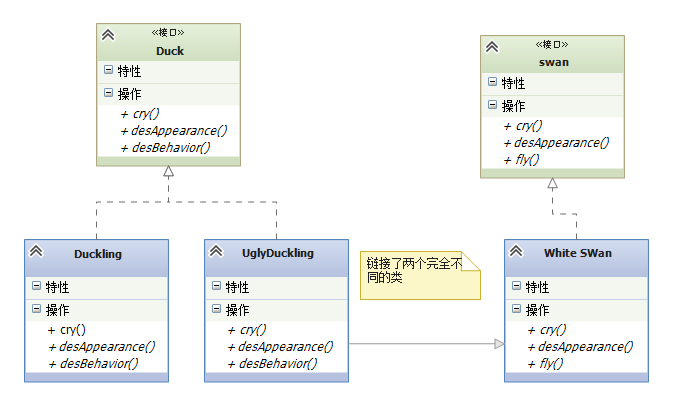 «接口»
Duck
特性
操作
+ cry()
+ desAppearance()
+ desBehavior()
«接口»
swan
特性
操作
+ cry()
+ desAppearance()
+ fly()
Duckling
特性
操作
+ cry()
+ desAppearance()
+ desBehavior()
UglyDuckling
特性
操作
+ cry()
+ desAppearance()
+ desBehavior()
链接了两个完全不
同的类
White SWan
特性
操作
+ cry()
+ desAppearance()
+ fly()